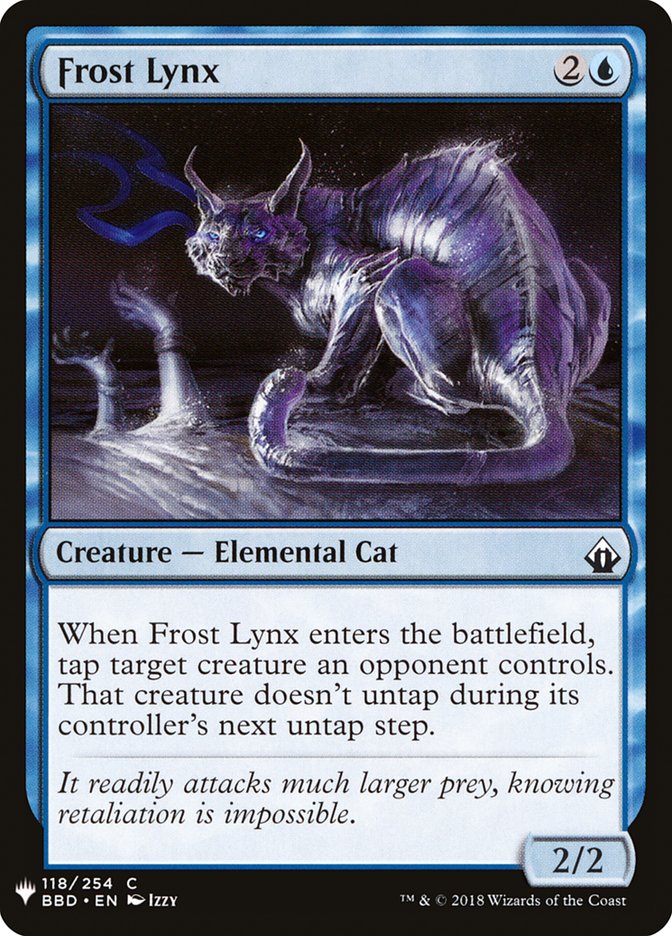 Frost Lynx 2
Creature — Elemental Cat
When Frost Lynx enters the battlefield,
tap target creature an opponent controls.
That creature doesn't untap during its
controller's next untap step.
It readily attacks much larger prey, knowing
retaliation is impossible.
2/2
118/254 C
BBD • EN Izzy
™ & © 2018 Wizards of the Coast